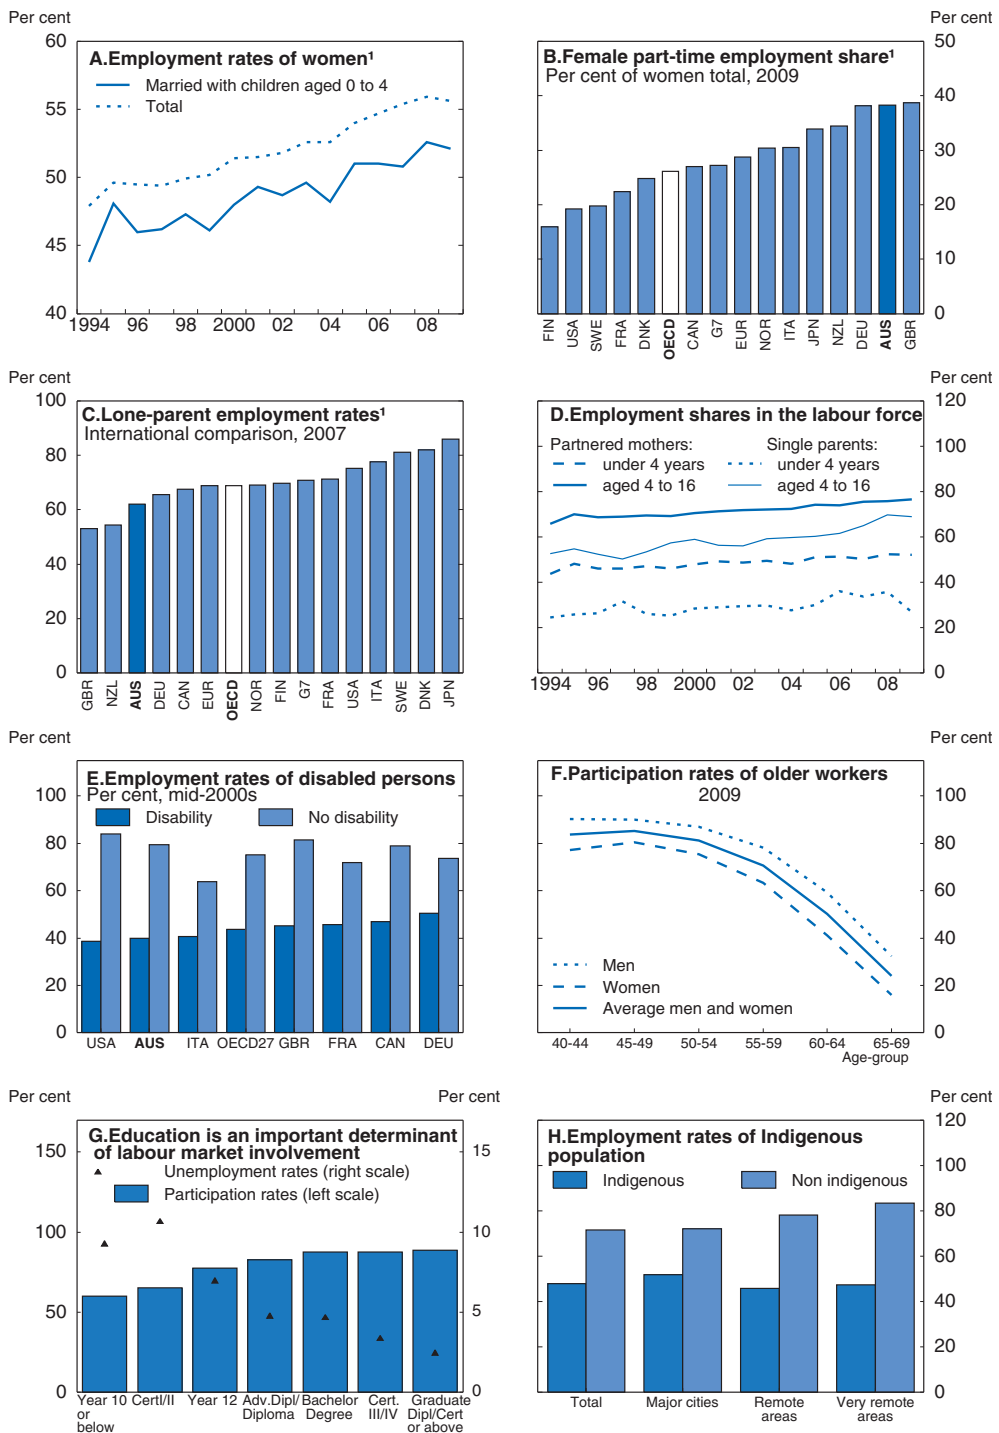 Per cent
Per cent
A.Employment rates of women¹
Married with children aged 0 to 4
Total
60
55
50
45
40
1994 96 98 2000 02 04 06 08
B.Female part-time employment share¹
Per cent of women total, 2009
50
40
30
20
10
0
FIN USA SWE FRA DNK OECD CAN G7 EUR NOR ITA JPN NZL DEU AUS GBR
Per cent
Per cent
C.Lone-parent employment rates¹
International comparison, 2007
100
80
60
40
20
0
GBR NZL AUS DEU CAN EUR OECD NOR FIN G7 FRA USA ITA SWE DNK JPN
D.Employment shares in the labour force
Partnered mothers: Single parents:
under 4 years under 4 years
aged 4 to 16 aged 4 to 16
120
100
80
60
40
20
0
1994 96 98 2000 02 04 06 08
Per cent
Per cent
E.Employment rates of disabled persons
Per cent, mid-2000s
Disability No disability
100
80
60
40
20
0
USA AUS ITA OECD27 GBR FRA CAN DEU
F.Participation rates of older workers
2009
Men
Women
Average men and women
100
80
60
40
20
0
40-44 45-49 50-54 55-59 60-64 65-69
Age-group
Per cent Per cent
Per cent
G.Education is an important determinant
of labour market involvement
Unemployment rates (right scale)
Participation rates (left scale)
150
100
50
0
15
10
5
0
Year 10 CertI/II Year 12 Adv.Dipl/ Bachelor Cert. Graduate
or Diploma Degree III/IV Dipl/Cert
below or above
H.Employment rates of Indigenous
population
Indigenous Non indigenous
120
100
80
60
40
20
0
Total Major cities Remote Very remote
areas areas